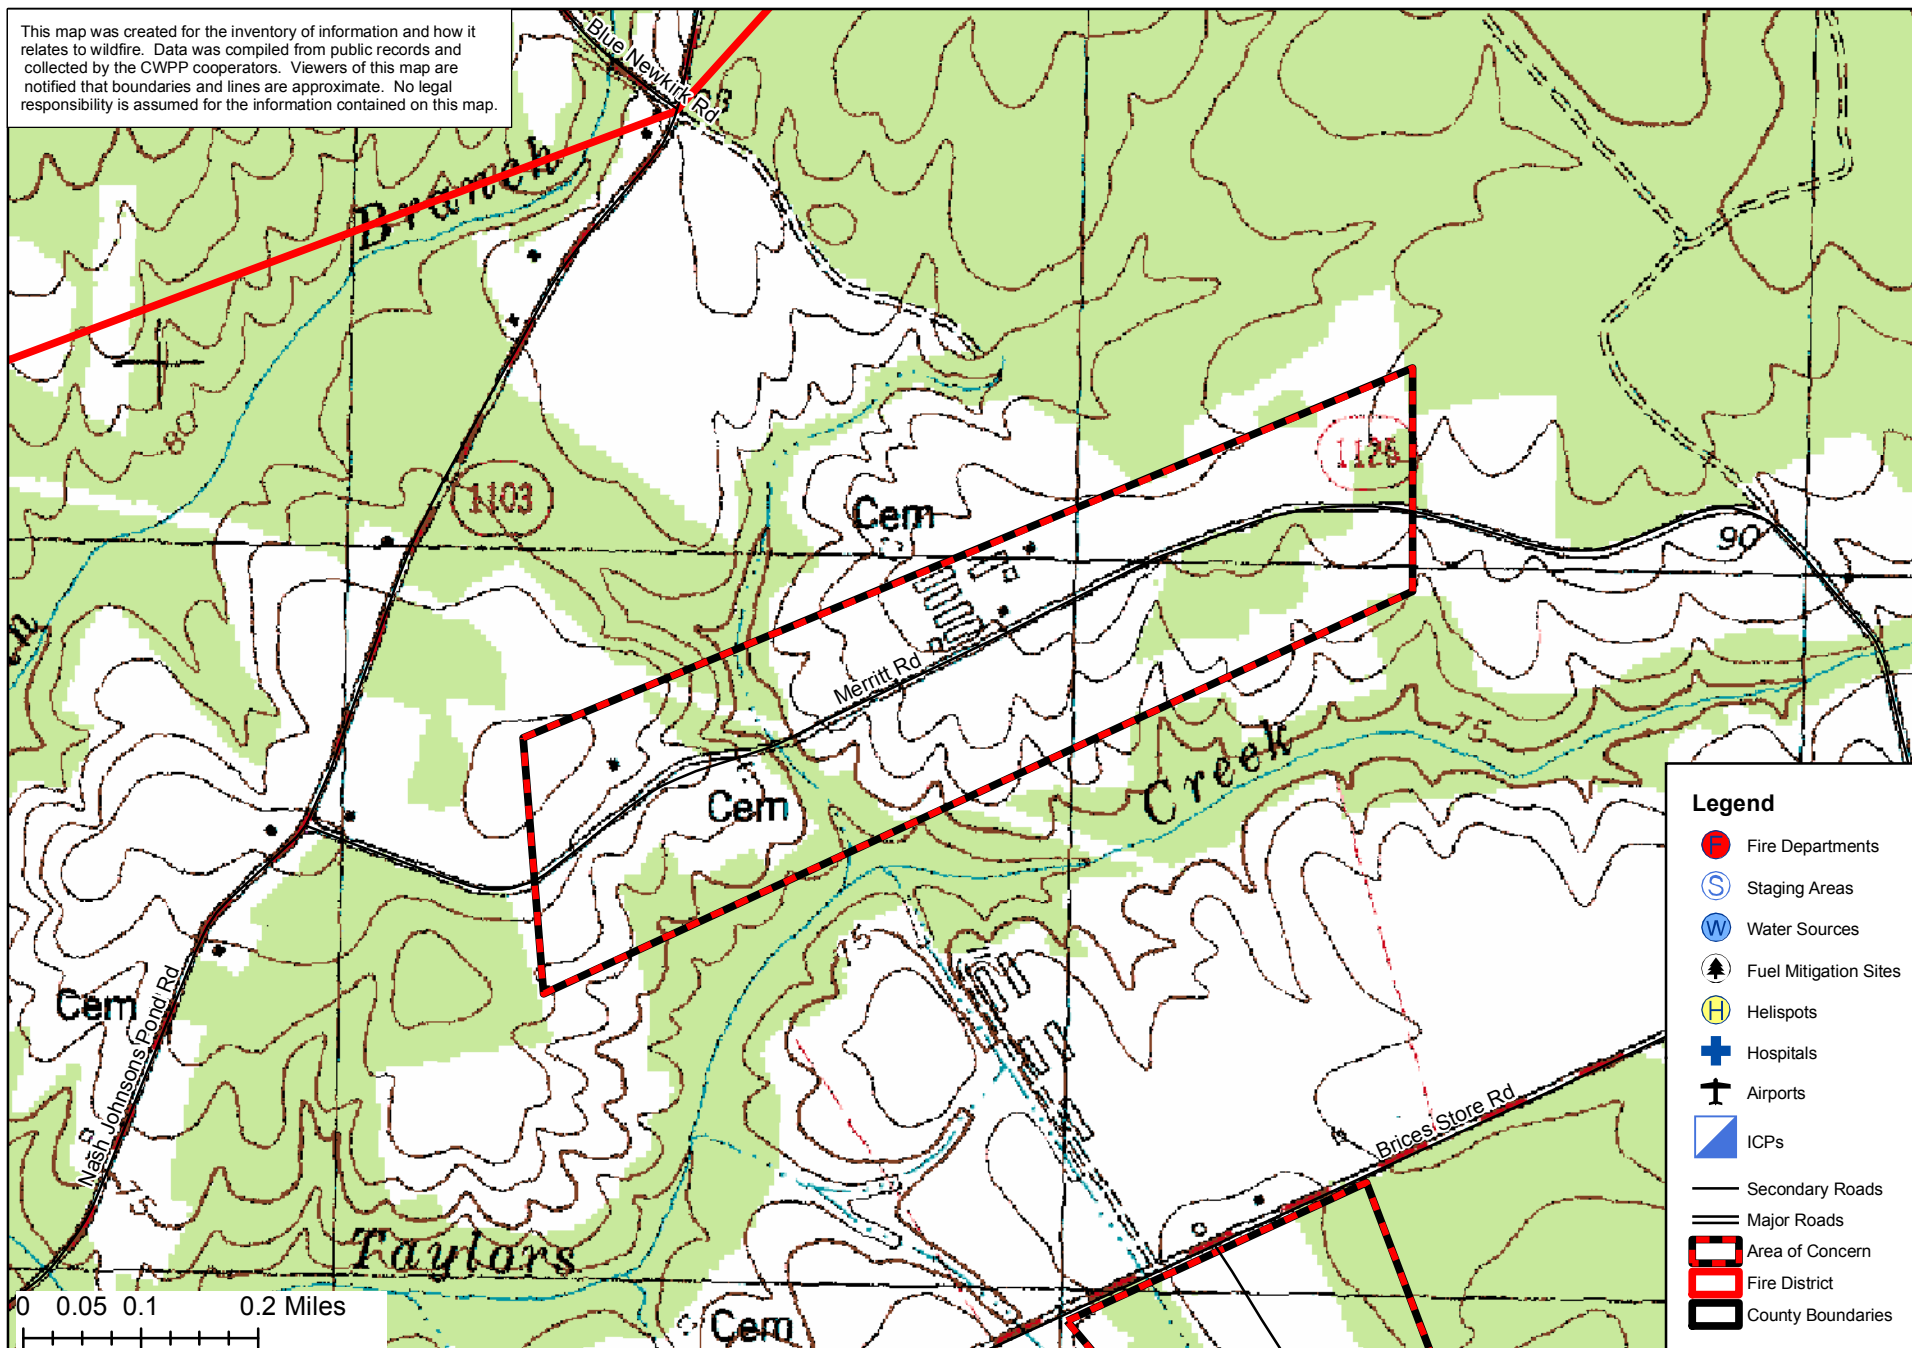 This map was created for the inventory of information and how it
relates to wildfire. Data was compiled from public records and
collected by the CWPP cooperators. Viewers of this map are
notified that boundaries and lines are approximate. No legal
responsibility is assumed for the information contained on this map.
Blue Newkirk Rd
Branch
80
1103
1125
Cem
90
Merritt Rd
Creek
75
Cem
Cem
Nash Johnsons Pond Rd
75
75
Brices Store Rd
Taylors
Cem
0 0.05 0.1 0.2 Miles
Legend
F Fire Departments
S Staging Areas
W Water Sources
Fuel Mitigation Sites
H Helispots
Hospitals
Airports
ICPs
Secondary Roads
Major Roads
Area of Concern
Fire District
County Boundaries